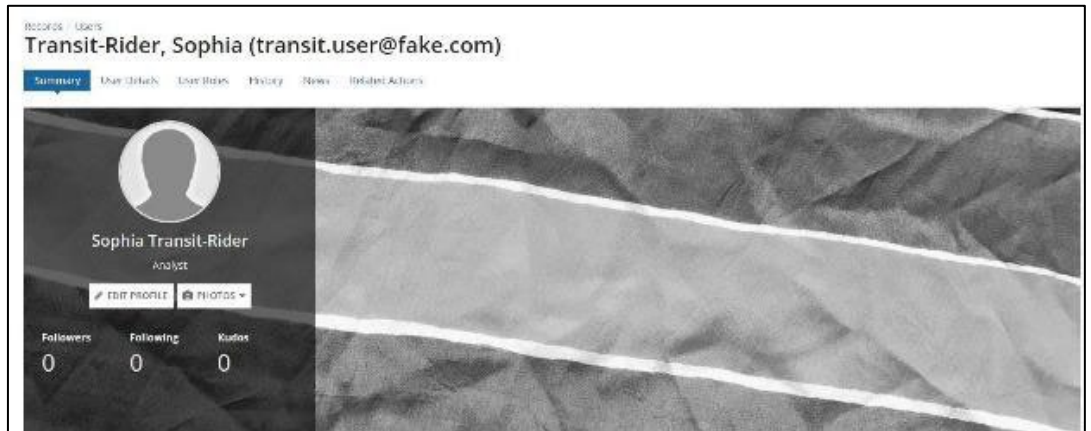 Records / Users
Transit-Rider, Sophia (transit.user@fake.com)
Summary User Details User Roles History News Related Actions
Sophia Transit-Rider
Analyst
EDIT PROFILE PHOTOS
Followers Following Kudos
0 0 0